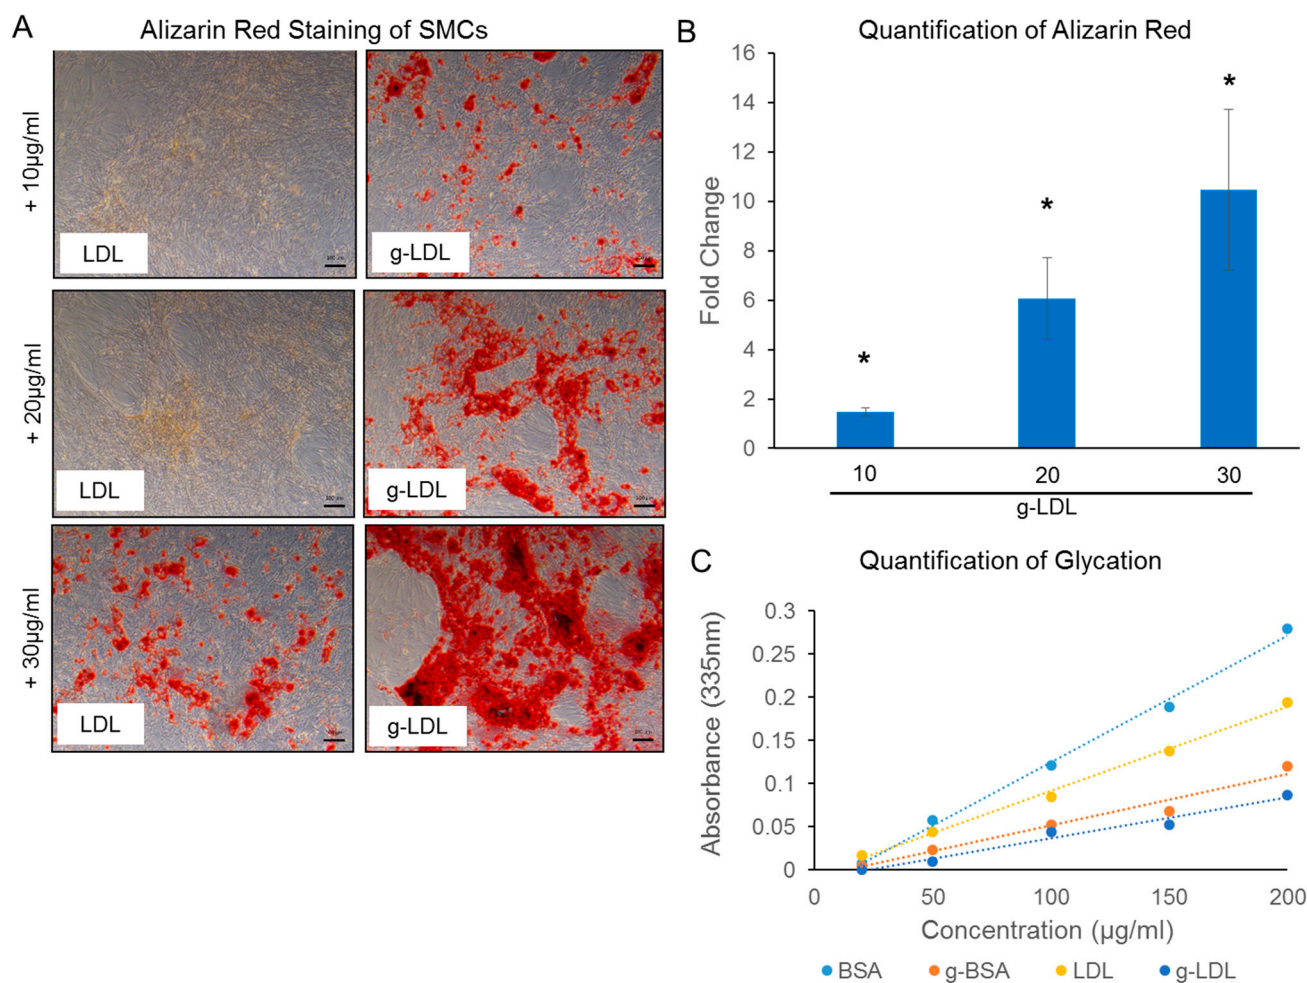 A
Alizarin Red Staining of SMCs
+ 10µg/ml
LDL
g-LDL
+ 20µg/ml
LDL
g-LDL
+ 30µg/ml
LDL
g-LDL
B
Quantification of Alizarin Red
Fold Change
16
14
12
10
8
6
4
2
0
*
*
*
10
20
30
g-LDL
C
Quantification of Glycation
Absorbance (335nm)
0.3
0.25
0.2
0.15
0.1
0.05
0
0
50
100
150
200
Concentration (µg/ml)
BSA
g-BSA
LDL
g-LDL